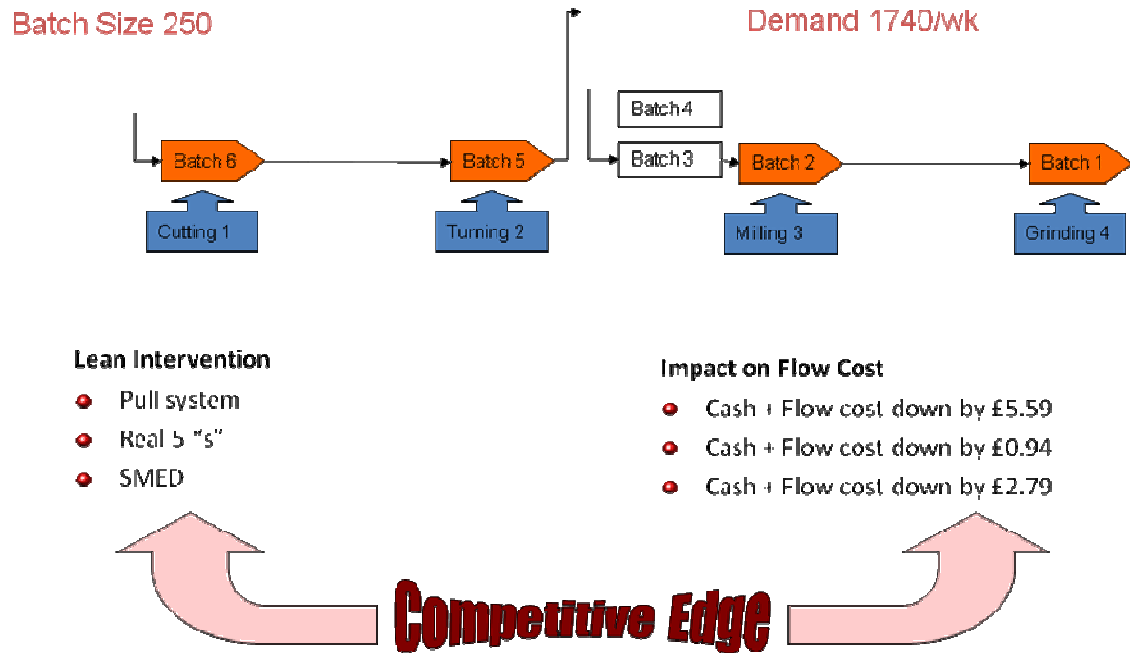 Batch Size 250
Demand 1740/wk
Batch 4
Batch 6
Batch 5
Batch 3
Batch 2
Batch 1
Cutting 1
Turning 2
Milling 3
Grinding 4
Lean Intervention
Pull system
Real 5 “s”
SMED
Impact on Flow Cost
Cash + Flow cost down by £5.59
Cash + Flow cost down by £0.94
Cash + Flow cost down by £2.79
Competitive Edge